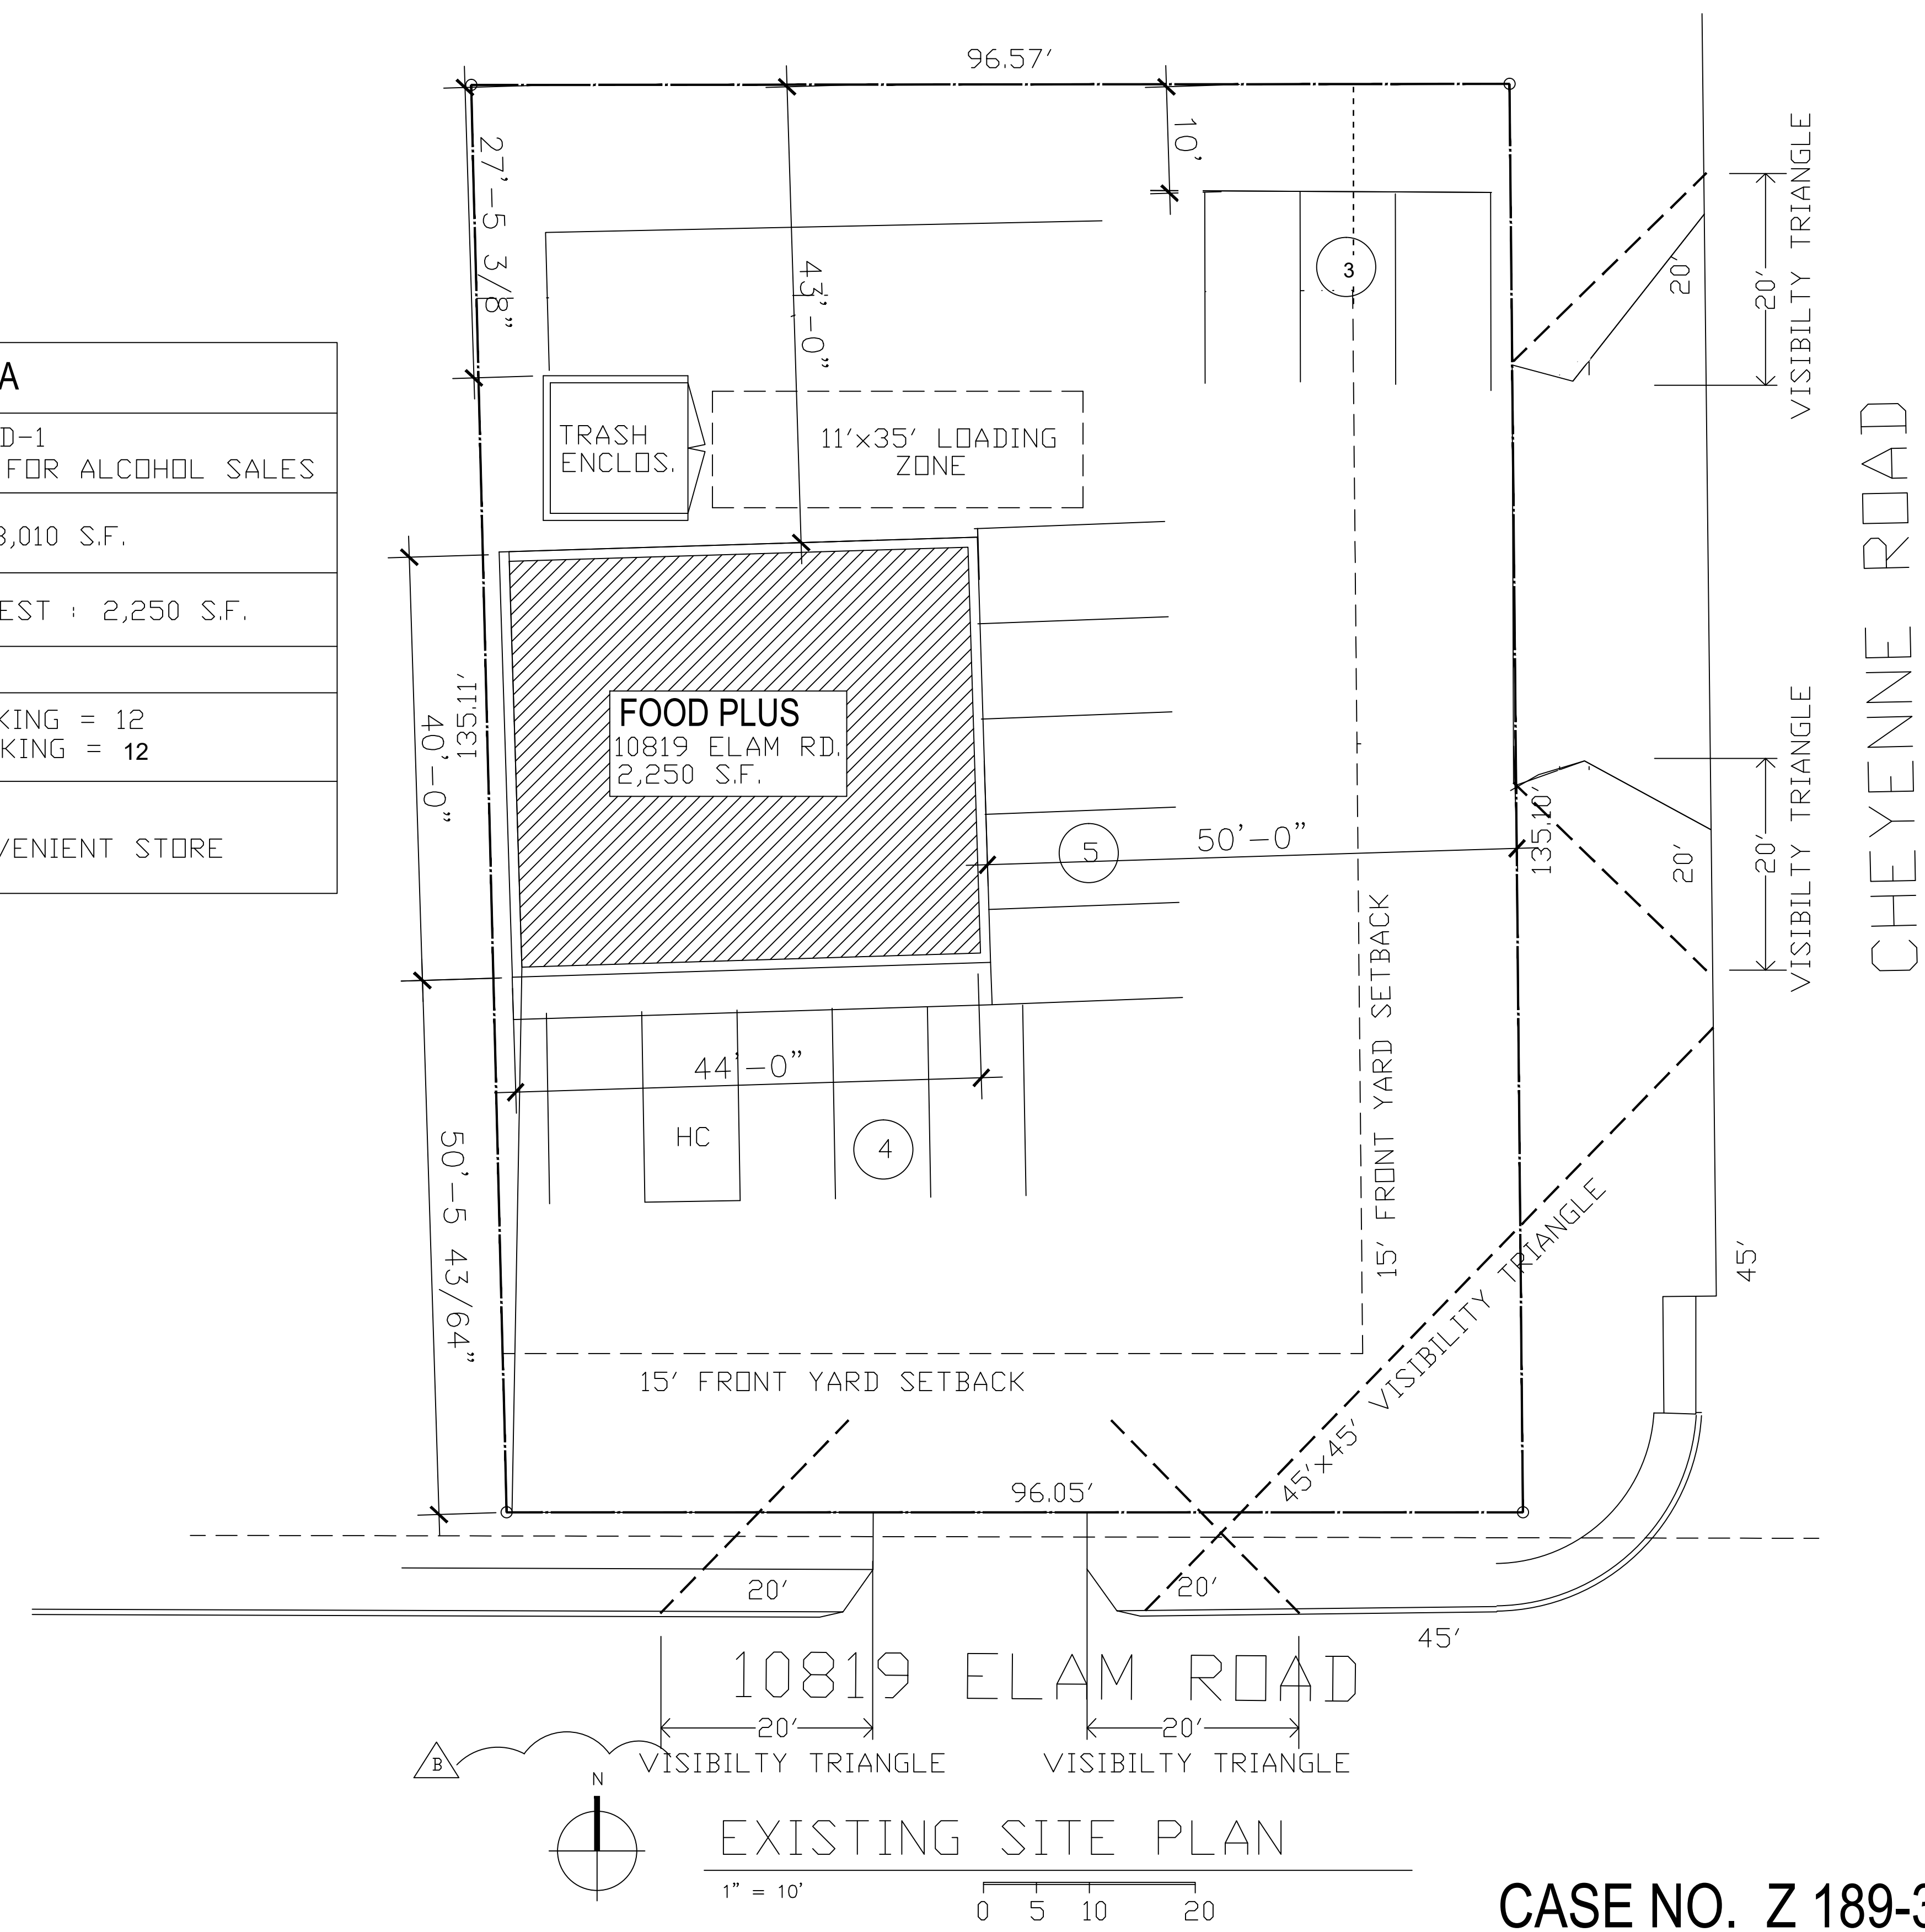 96.57'
27'-5 3/8"
43'-0"
10'
3
20'
20'
VISIBILTY TRIANGLE
A
D-1
FOR ALCOHOL SALES
3,010 S.F.
EST : 2,250 S.F.
KING = 12
KING = 12
VENIENT STORE
TRASH
ENCLOS.
11'x35' LOADING
ZONE
CHEYENNE ROAD
135.11'
40'-0"
FOOD PLUS
10819 ELAM RD.
2,250 S.F.
5
50'-0"
135.10'
20'
20'
VISIBILTY TRIANGLE
44'-0"
HC
4
15' FRONT YARD SETBACK
50'-5 43/64"
45'
15' FRONT YARD SETBACK
45'x45' VISIBILITY TRIANGLE
96.05'
20'
20'
45'
10819 ELAM ROAD
20'
20'
VISIBILTY TRIANGLE
VISIBILTY TRIANGLE
B
N
EXISTING SITE PLAN
1" = 10'
0 5 10 20
CASE NO. Z 189-3